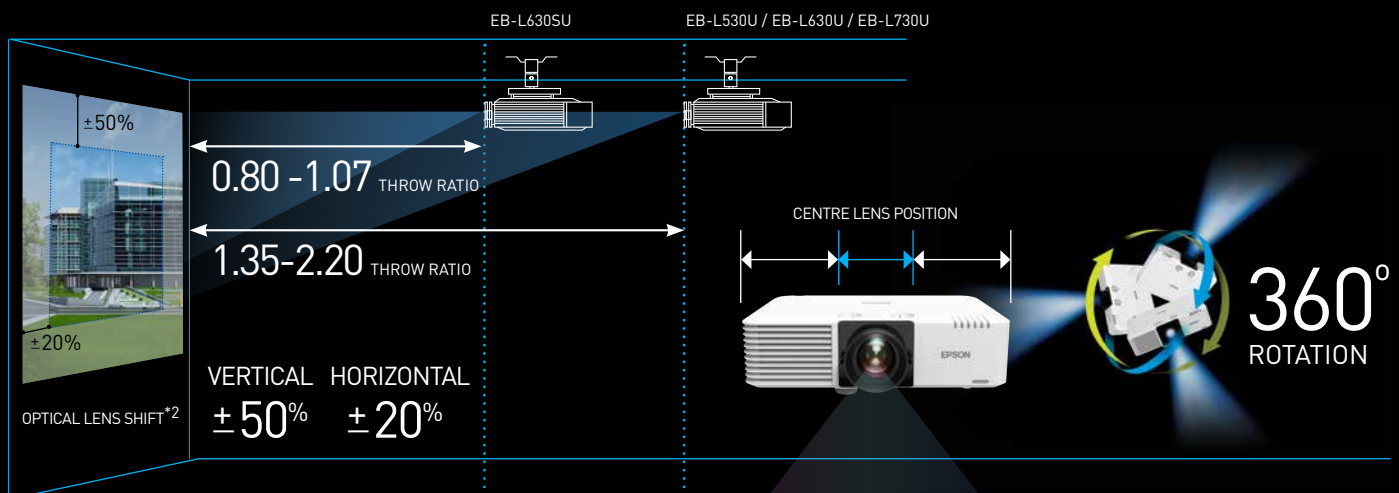 EB-L630SU
EB-L530U / EB-L630U / EB-L730U
±50%
0.80 -1.07 THROW RATIO
CENTRE LENS POSITION
1.35-2.20 THROW RATIO
360°
ROTATION
±20%
EPSON
VERTICAL HORIZONTAL
±50% ±20%
OPTICAL LENS SHIFT*2